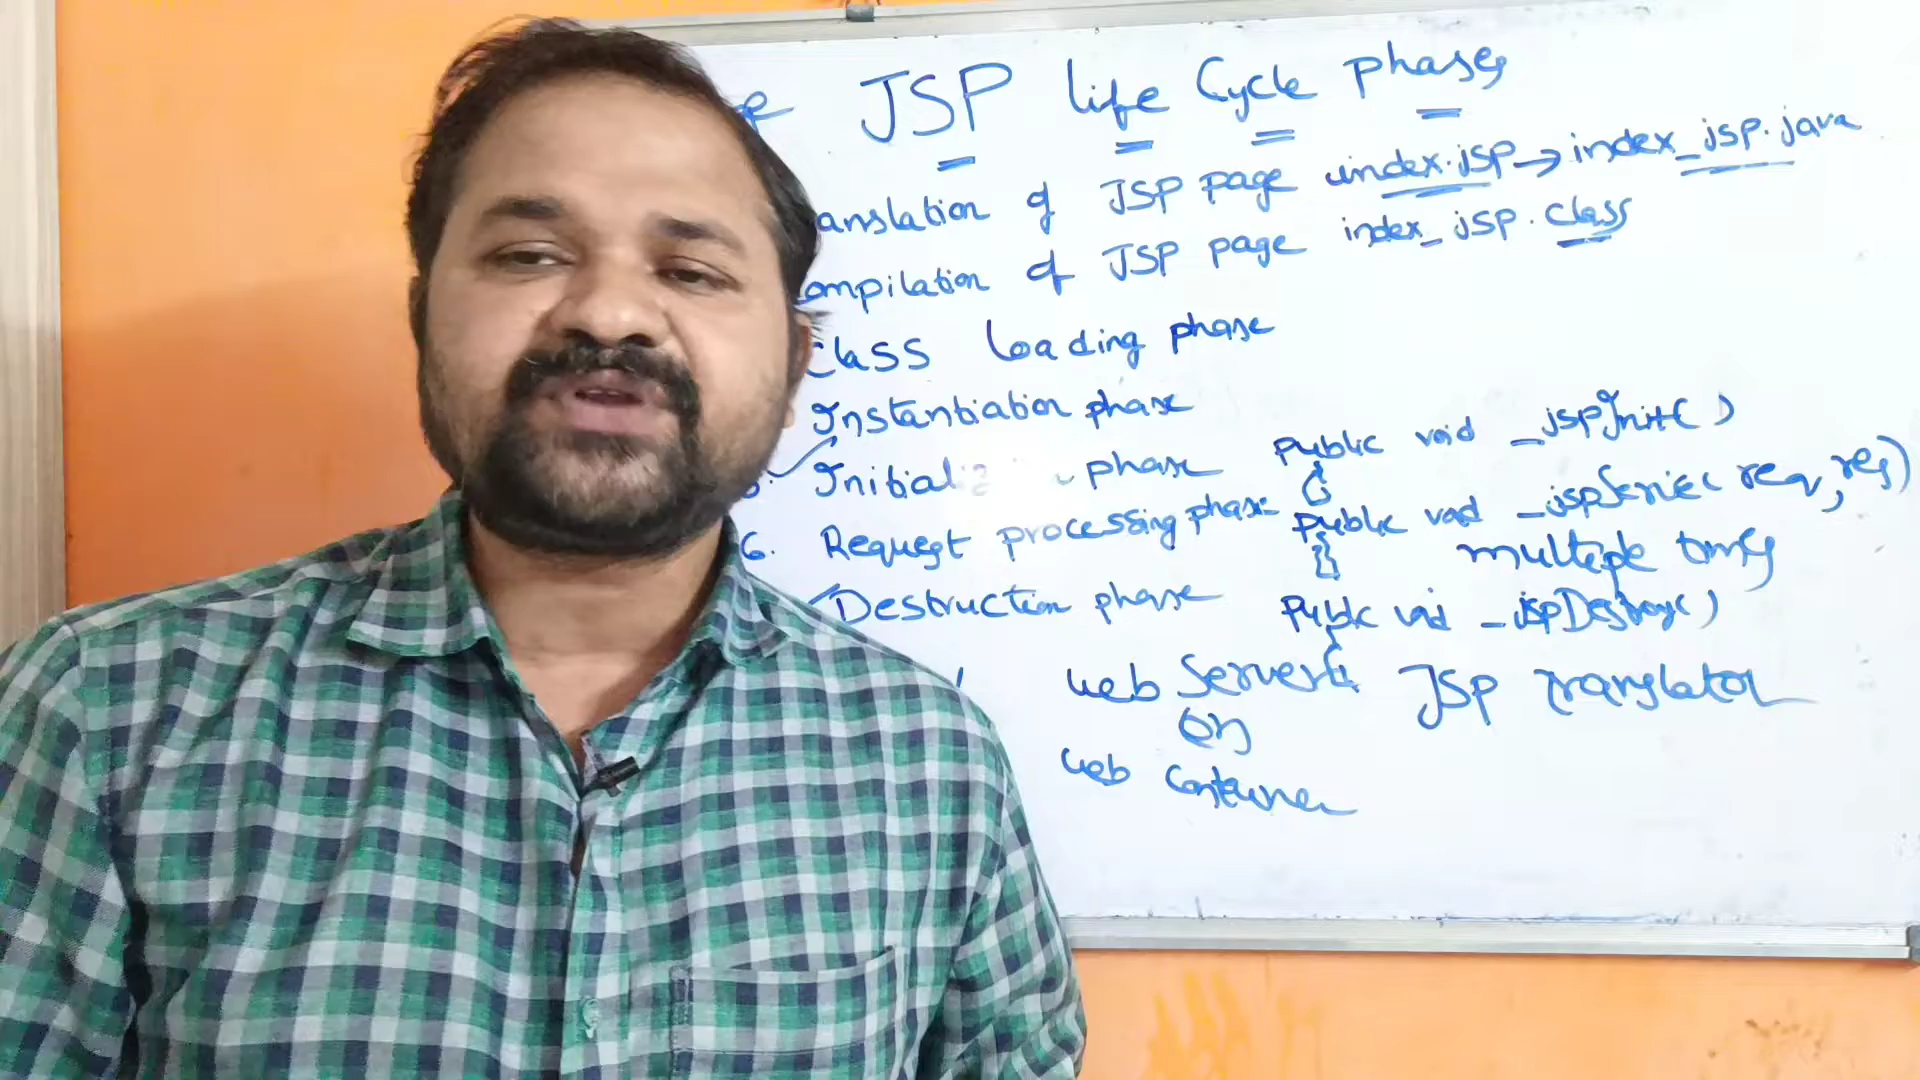 JSP life Cycle phases
anslation of JSP page index.jsp → index_jsp.java
ompilation of JSP page index_jsp.class
class loading phase
Instantiation phase
Initial phase public void _jspInit( )
{
6. Request processing phase public void _jspService( req, res)
{} multiple times
Destruction phase public void _jspDestroy( )
{
web server JSP Translator
or
web container